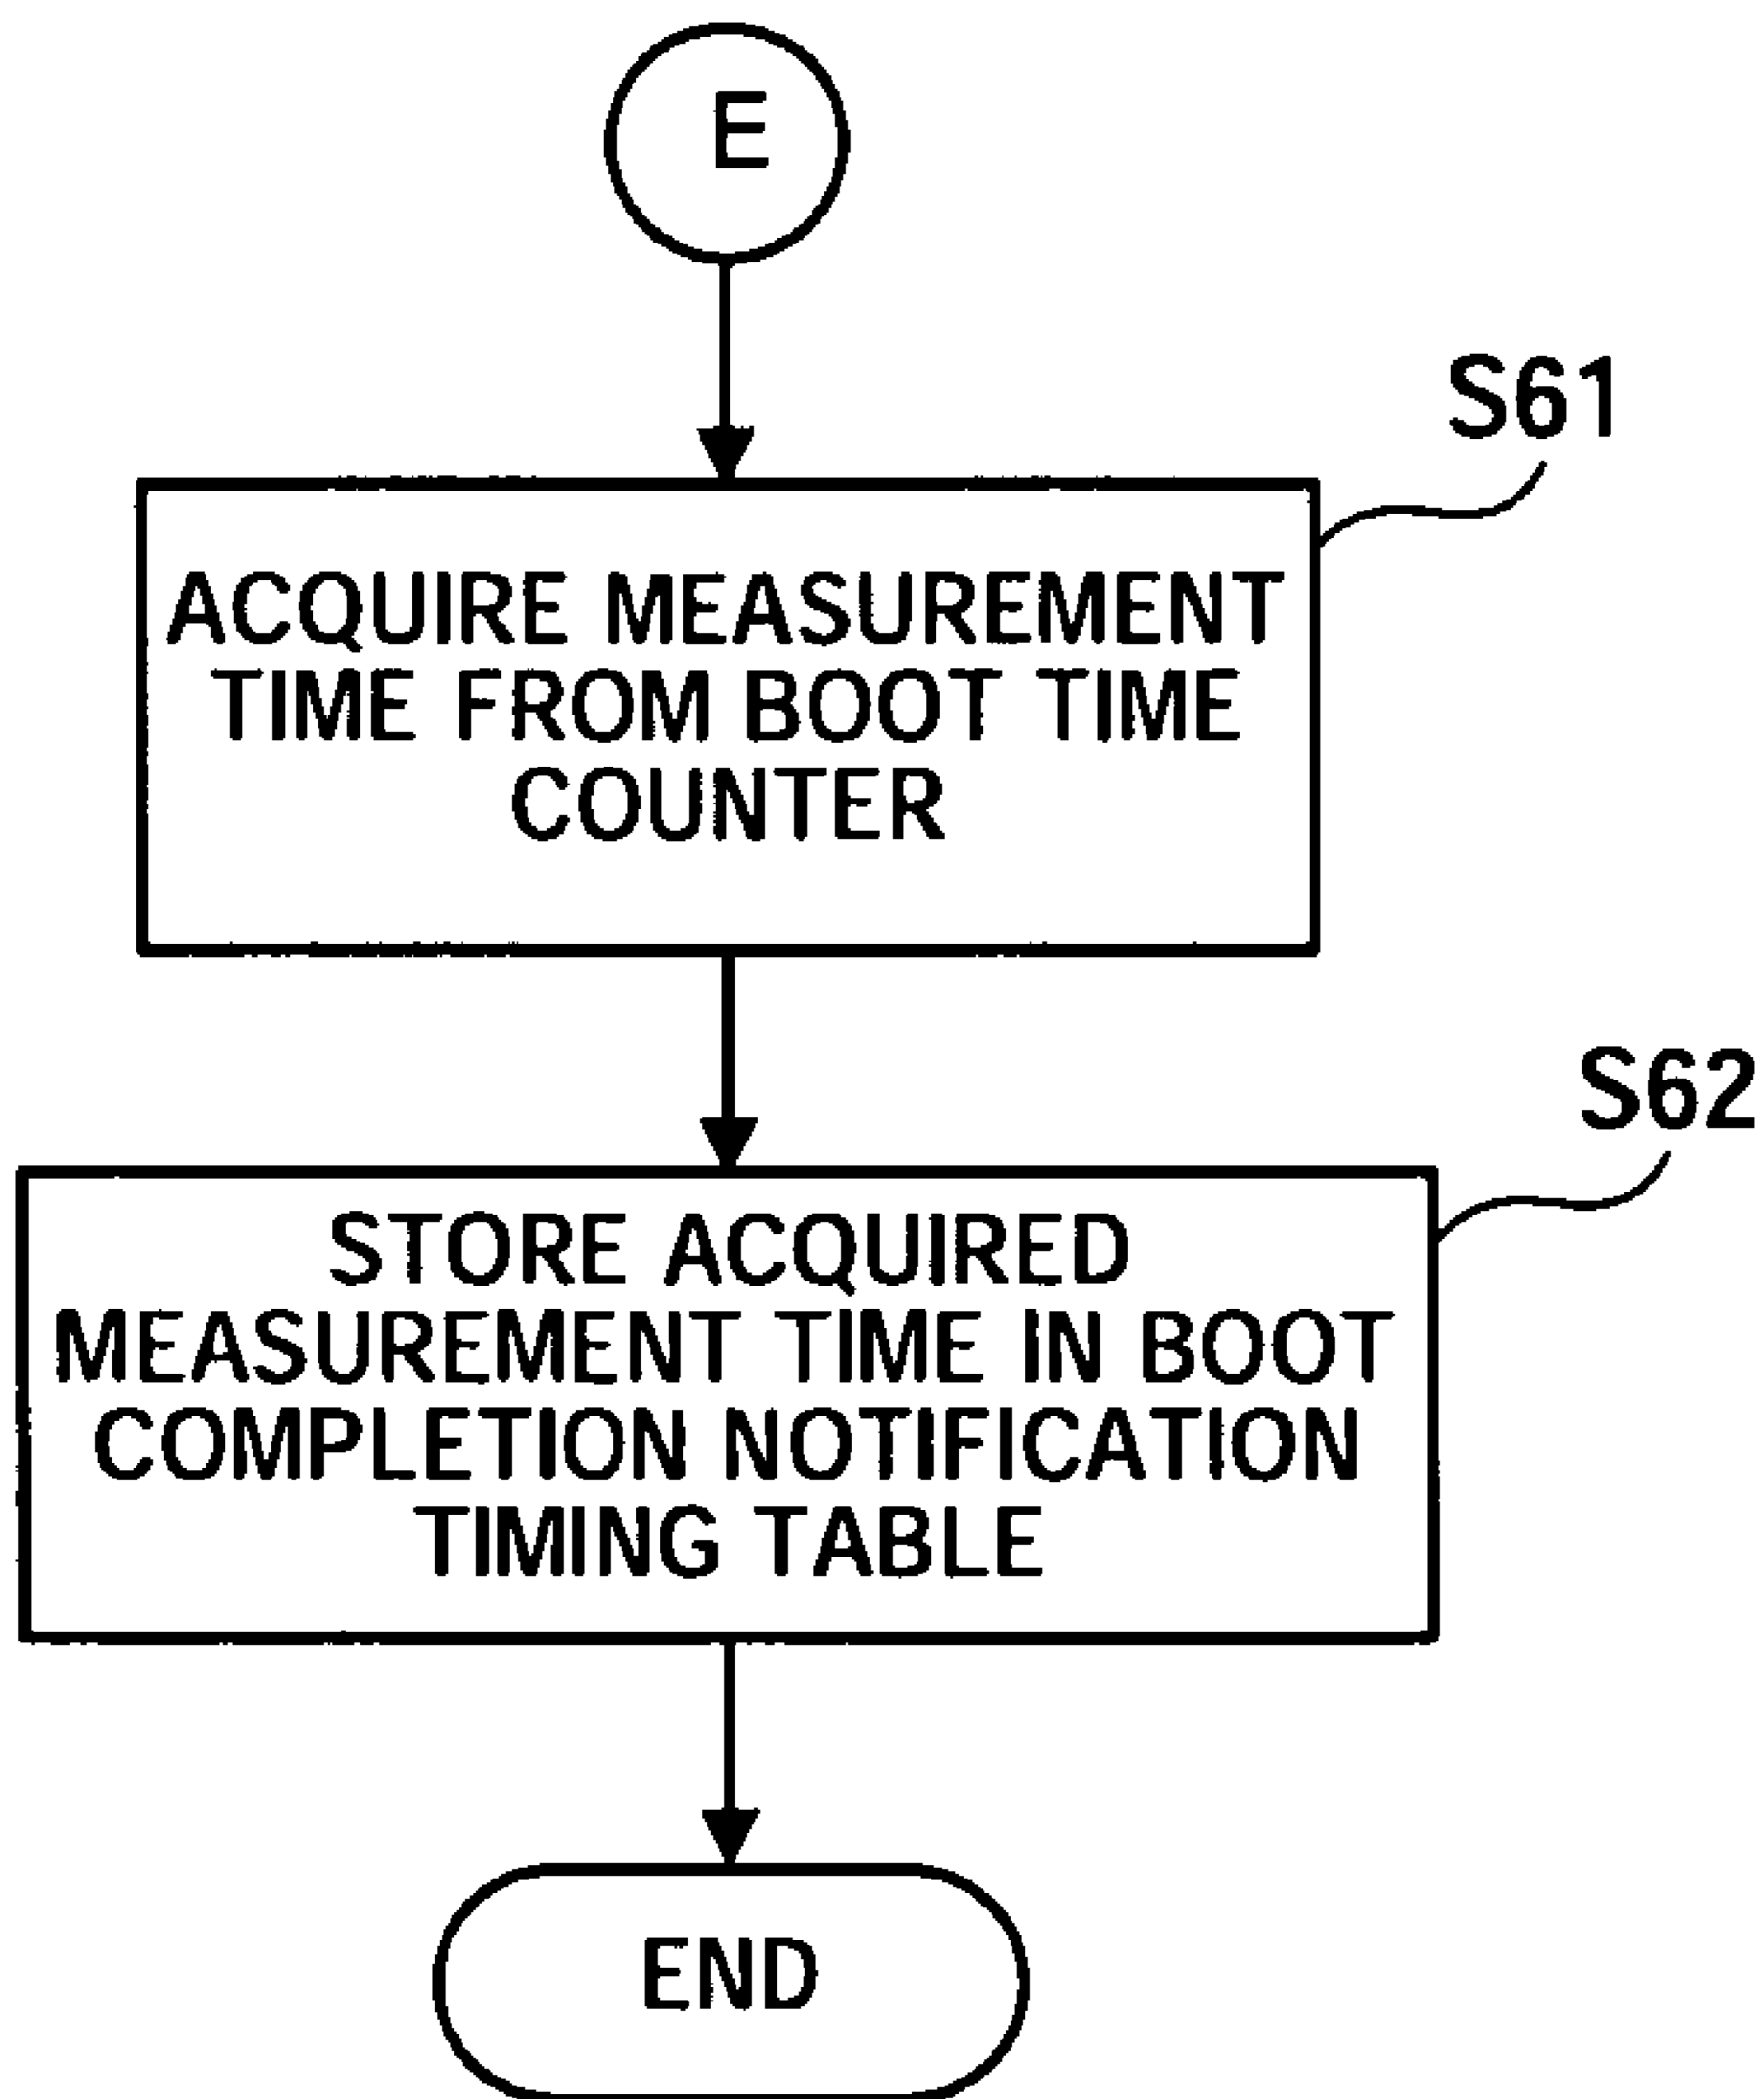 E
S61
ACQUIRE MEASUREMENT
TIME FROM BOOT TIME
COUNTER
S62
STORE ACQUIRED
MEASUREMENT TIME IN BOOT
COMPLETION NOTIFICATION
TIMING TABLE
END